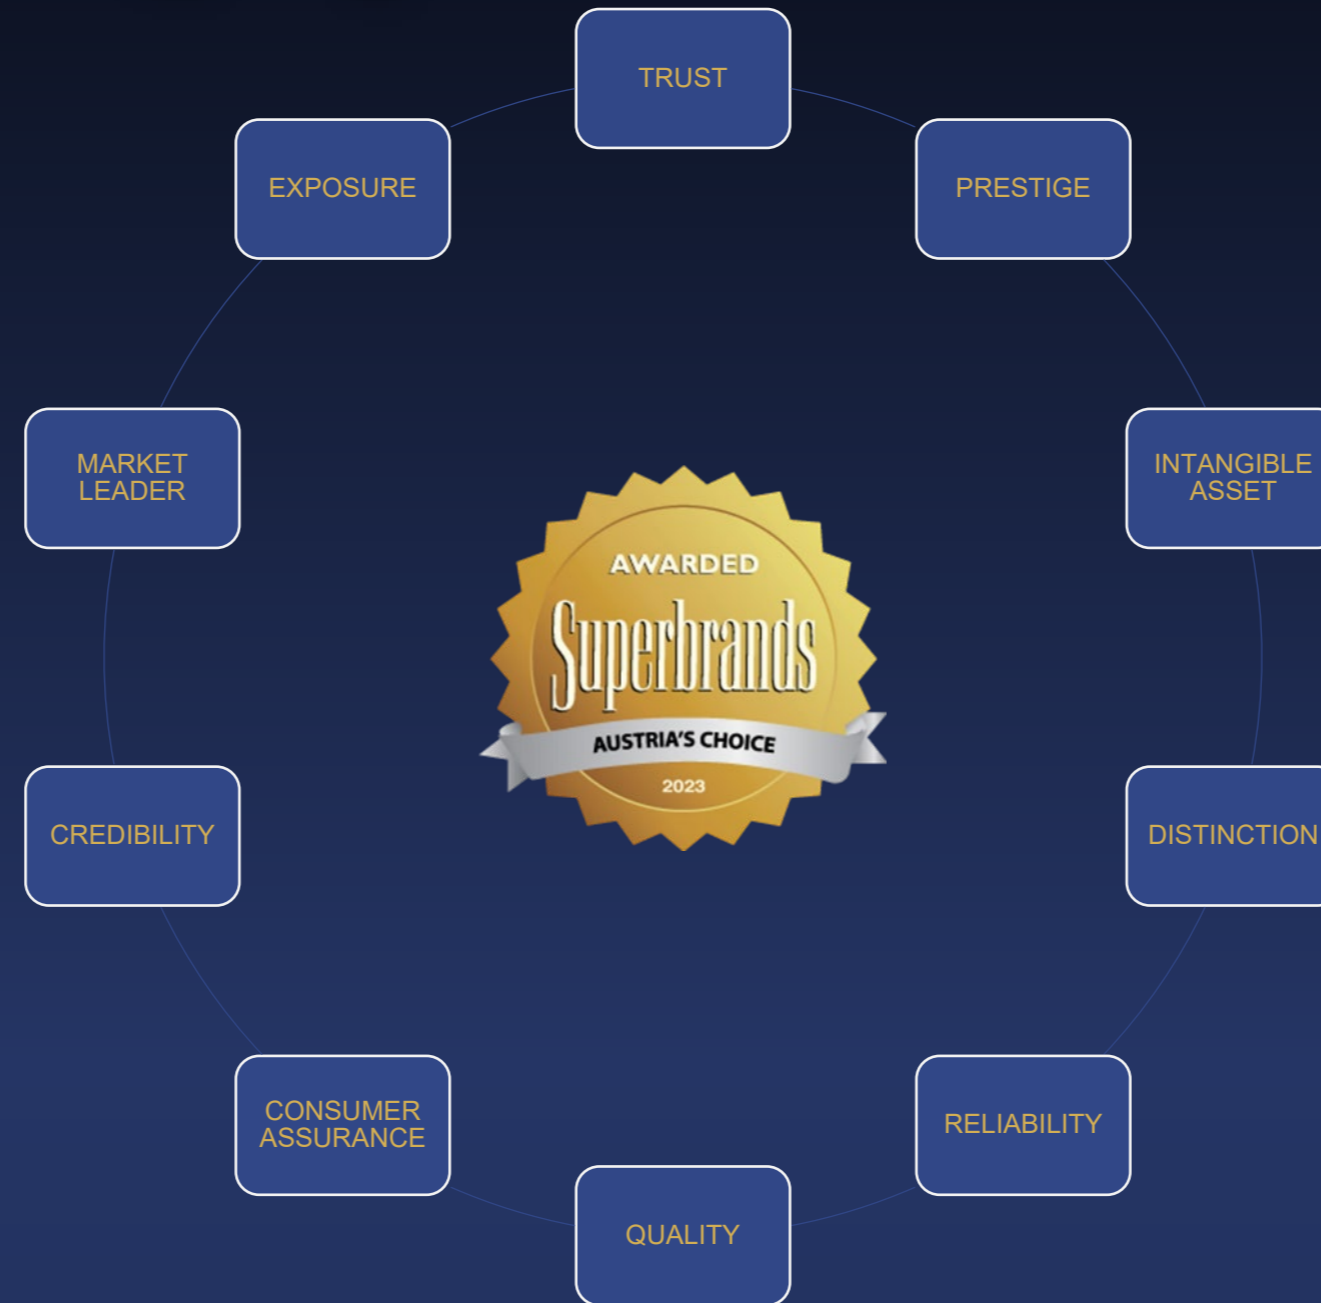 TRUST
EXPOSURE
PRESTIGE
MARKET
LEADER
INTANGIBLE
ASSET
AWARDED
Superbrands
AUSTRIA'S CHOICE
2023
CREDIBILITY
DISTINCTION
CONSUMER
ASSURANCE
RELIABILITY
QUALITY